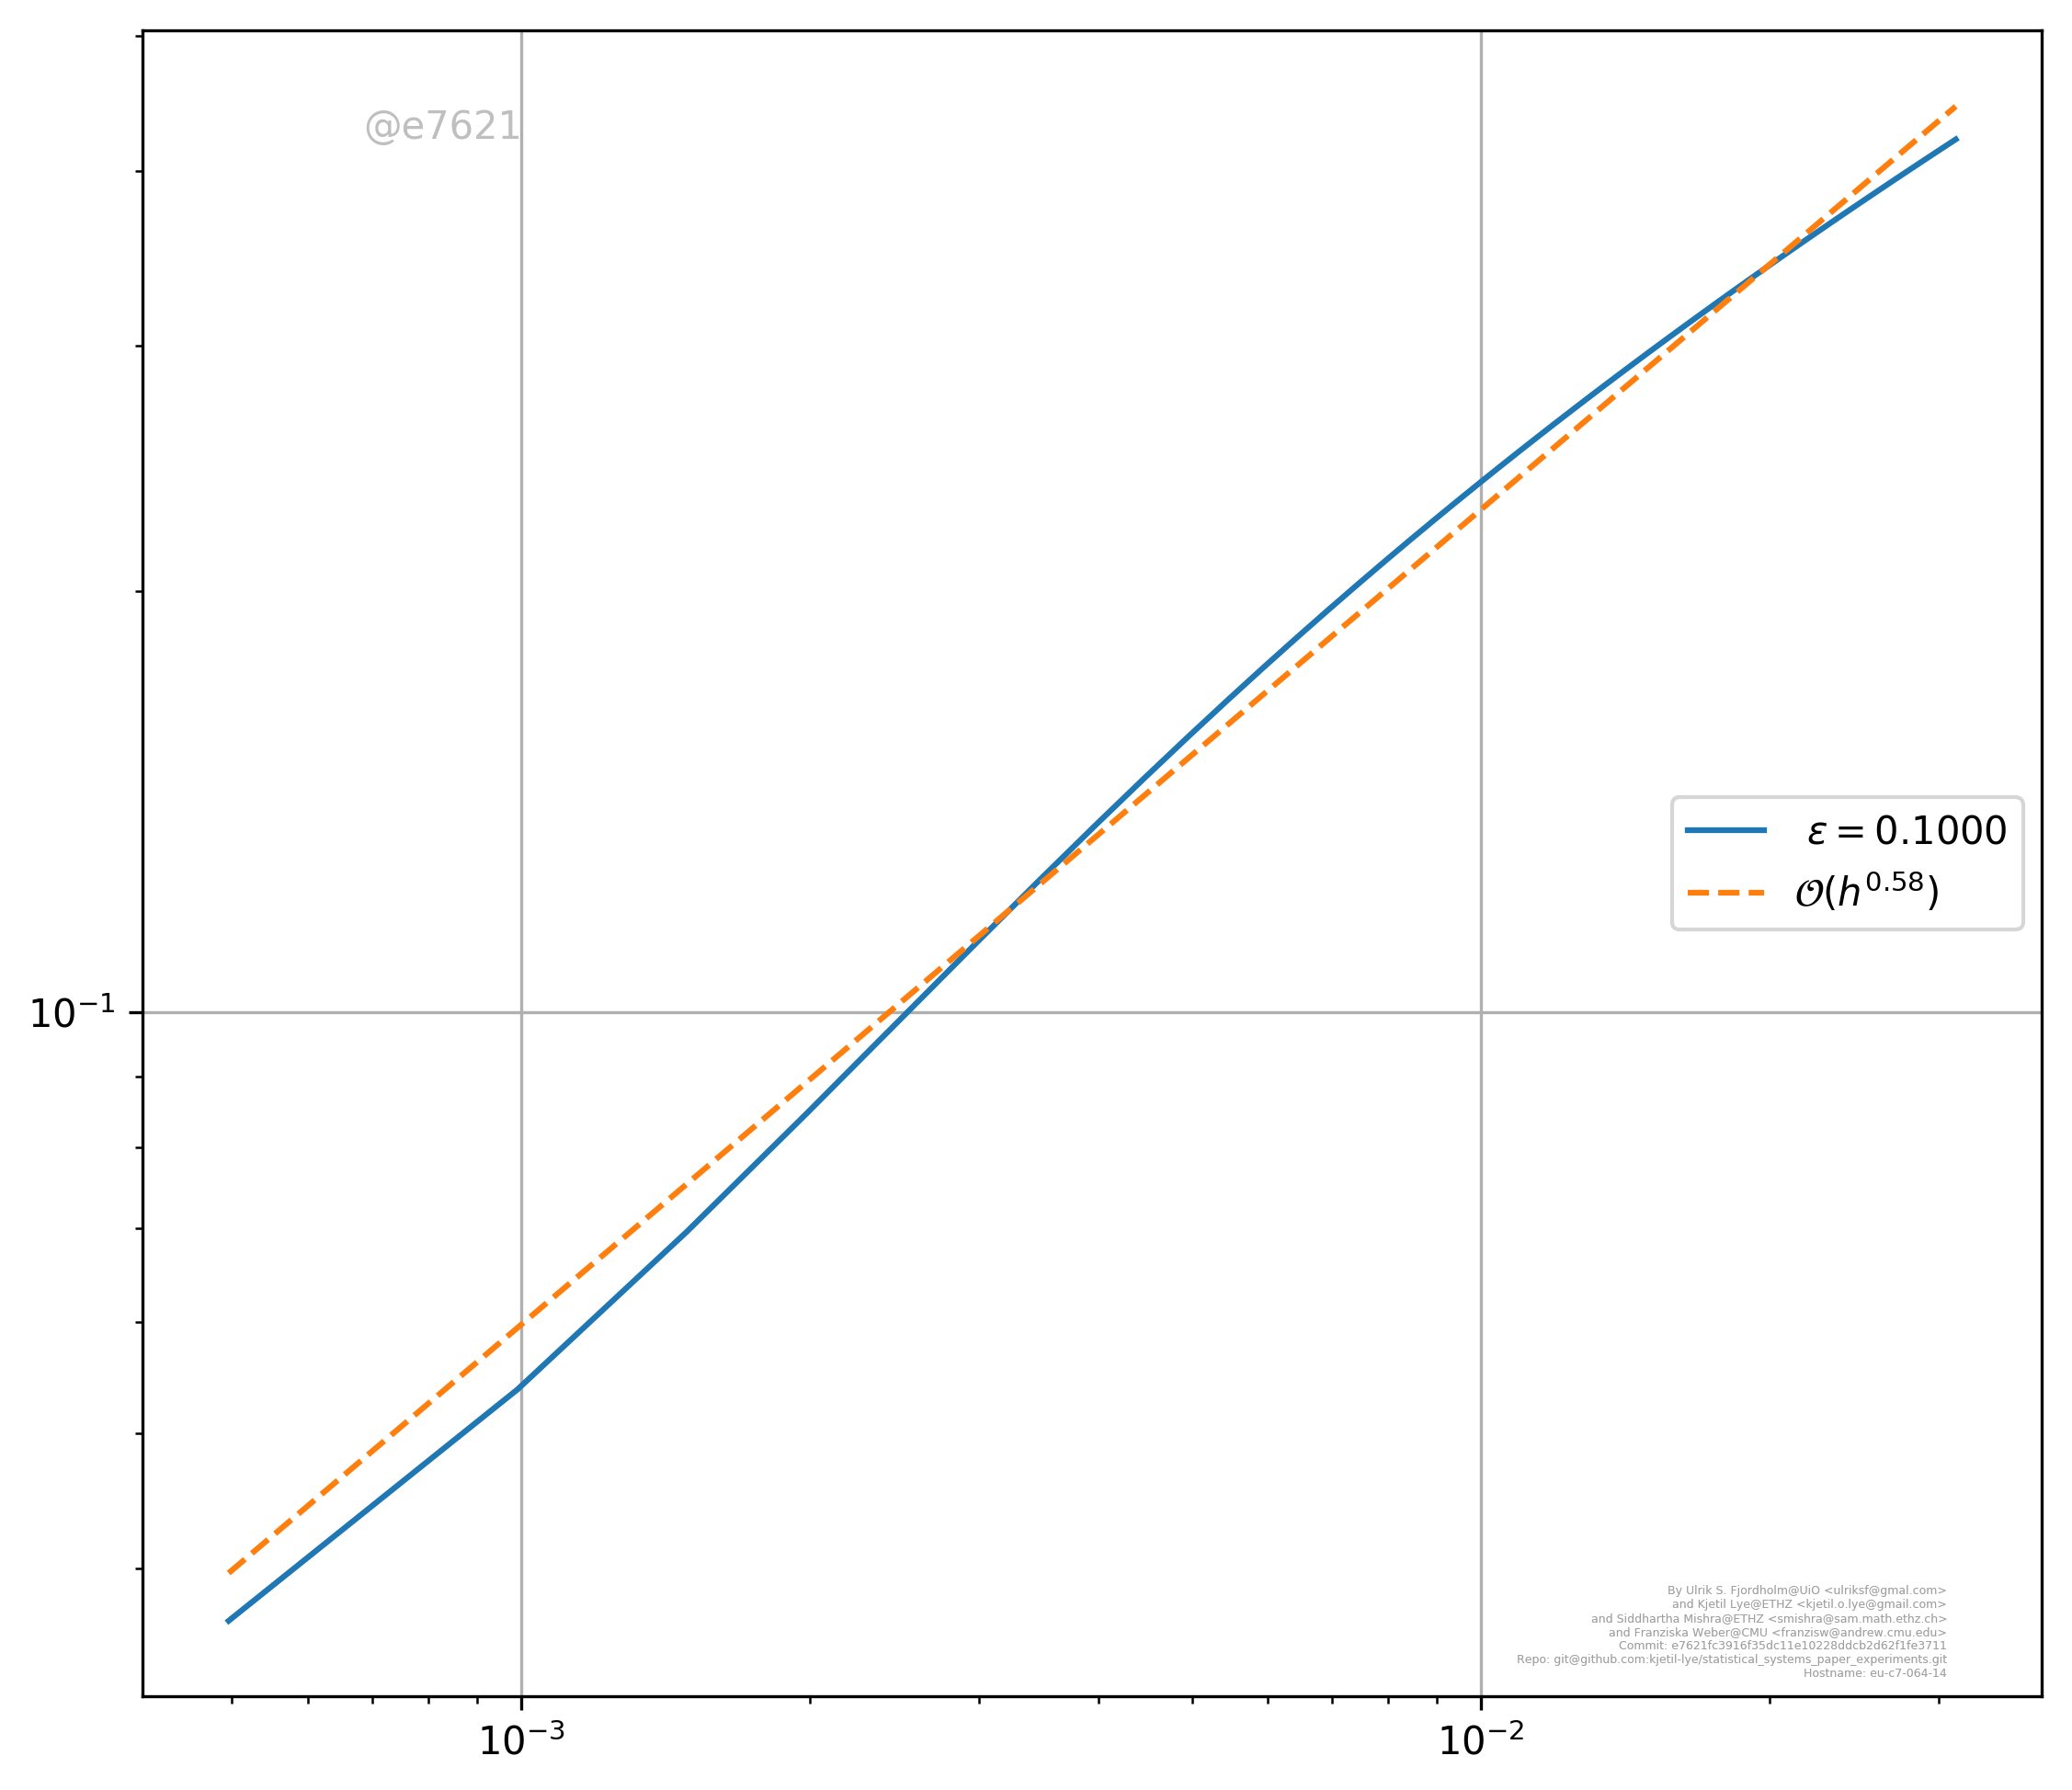 @e7621
ε = 0.1000
𝒪(h^0.58)
10^−1
By Ulrik S. Fjordholm@UiO <ulriksf@gmal.com>
and Kjetil Lye@ETHZ <kjetil.o.lye@gmail.com>
and Siddhartha Mishra@ETHZ <smishra@sam.math.ethz.ch>
and Franziska Weber@CMU <franzisw@andrew.cmu.edu>
Commit: e7621fc3916f35dc11e10228ddcb2d62f1fe3711
Repo: git@github.com:kjetil-lye/statistical_systems_paper_experiments.git
Hostname: eu-c7-064-14
10^−3 10^−2